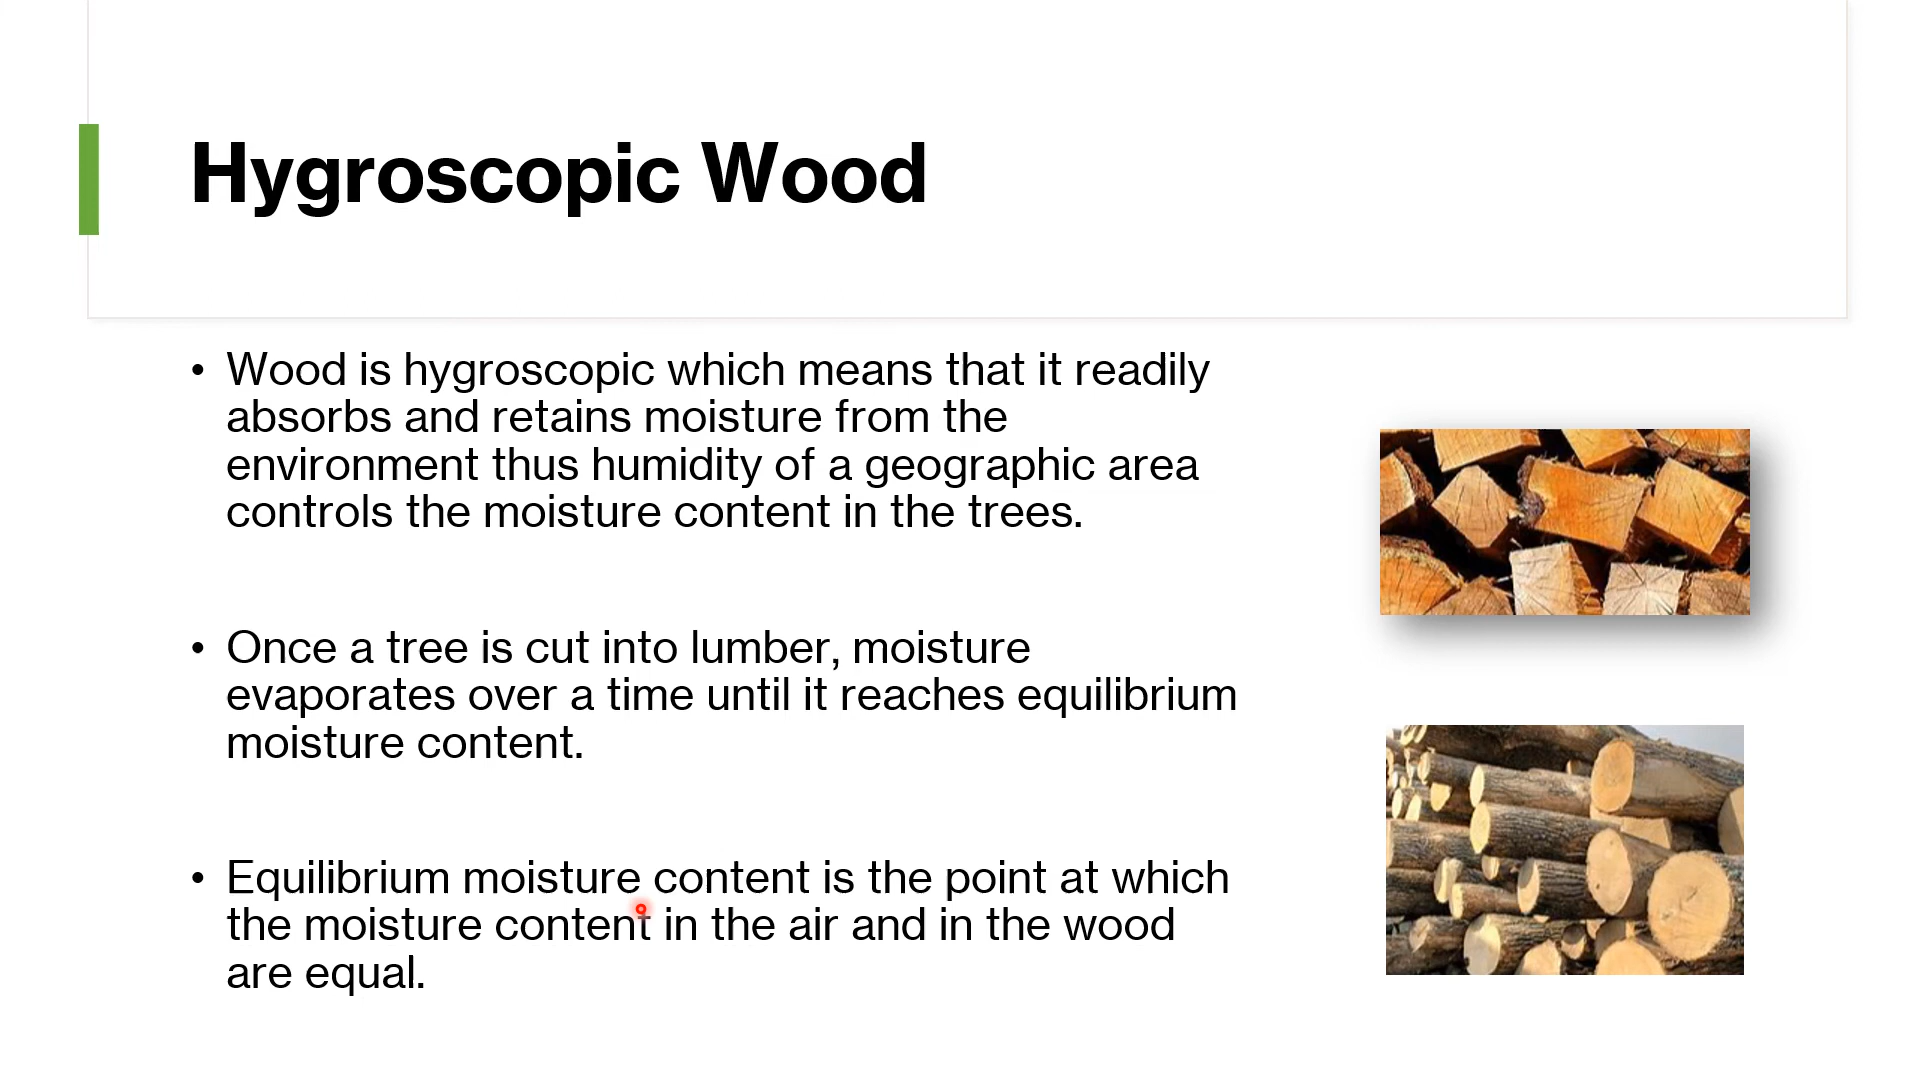 Hygroscopic Wood
• Wood is hygroscopic which means that it readily
absorbs and retains moisture from the
environment thus humidity of a geographic area
controls the moisture content in the trees.
• Once a tree is cut into lumber, moisture
evaporates over a time until it reaches equilibrium
moisture content.
• Equilibrium moisture content is the point at which
the moisture content in the air and in the wood
are equal.